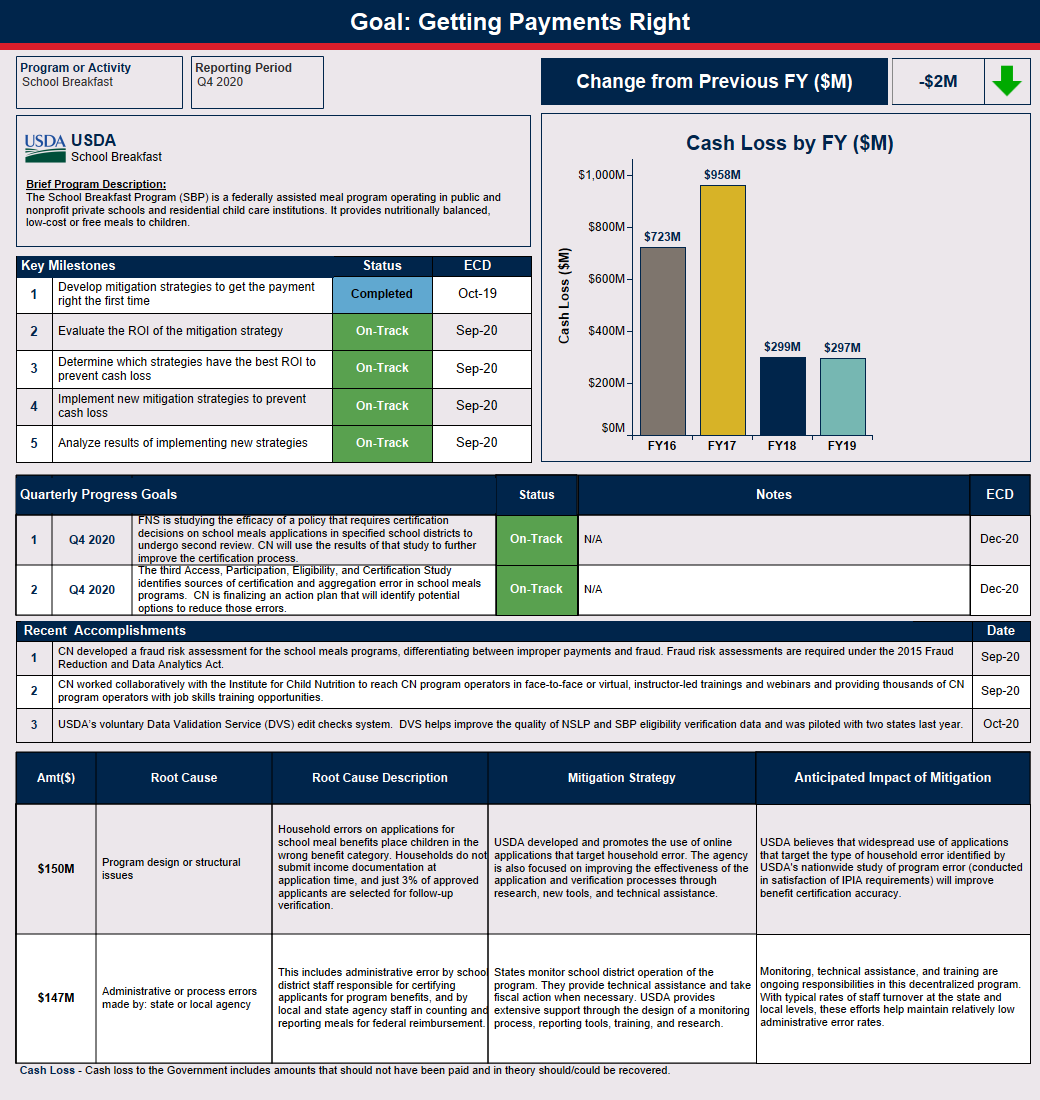 Goal: Getting Payments Right
Program or Activity
School Breakfast
Reporting Period
Q4 2020
Change from Previous FY ($M)
-$2M
USDA
USDA
School Breakfast
Brief Program Description:
The School Breakfast Program (SBP) is a federally assisted meal program operating in public and
nonprofit private schools and residential child care institutions. It provides nutritionally balanced,
low-cost or free meals to children.
Cash Loss by FY ($M)
Cash Loss ($M)
$1,000M
$800M
$600M
$400M
$200M
$0M
$723M
$958M
$299M
$297M
FY16
FY17
FY18
FY19
Key Milestones
Status
ECD
1
Develop mitigation strategies to get the payment
right the first time
Completed
Oct-19
2
Evaluate the ROI of the mitigation strategy
On-Track
Sep-20
3
Determine which strategies have the best ROI to
prevent cash loss
On-Track
Sep-20
4
Implement new mitigation strategies to prevent
cash loss
On-Track
Sep-20
5
Analyze results of implementing new strategies
On-Track
Sep-20
Quarterly Progress Goals
Status
Notes
ECD
1
Q4 2020
FNS is studying the efficacy of a policy that requires certification
decisions on school meals applications in specified school districts to
undergo second review. CN will use the results of that study to further
improve the certification process.
On-Track
N/A
Dec-20
2
Q4 2020
The third Access, Participation, Eligibility, and Certification Study
identifies sources of certification and aggregation error in school meals
programs.  CN is finalizing an action plan that will identify potential
options to reduce those errors.
On-Track
N/A
Dec-20
Recent  Accomplishments
Date
1
CN developed a fraud risk assessment for the school meals programs, differentiating between improper payments and fraud. Fraud risk assessments are required under the 2015 Fraud
Reduction and Data Analytics Act.
Sep-20
2
CN worked collaboratively with the Institute for Child Nutrition to reach CN program operators in face-to-face or virtual, instructor-led trainings and webinars and providing thousands of CN
program operators with job skills training opportunities.
Sep-20
3
USDA's voluntary Data Validation Service (DVS) edit checks system.  DVS helps improve the quality of NSLP and SBP eligibility verification data and was piloted with two states last year.
Oct-20
Amt($)
Root Cause
Root Cause Description
Mitigation Strategy
Anticipated Impact of Mitigation
$150M
Program design or structural
issues
Household errors on applications for
school meal benefits place children in the
wrong benefit category. Households do not
submit income documentation at
application time, and just 3% of approved
applicants are selected for follow-up
verification.
USDA developed and promotes the use of online
applications that target household error. The agency
is also focused on improving the effectiveness of the
application and verification processes through
research, new tools, and technical assistance.
USDA believes that widespread use of applications
that target the type of household error identified by
USDA's nationwide study of program error (conducted
in satisfaction of IPIA requirements) will improve
benefit certification accuracy.
$147M
Administrative or process errors
made by: state or local agency
This includes administrative error by school
district staff responsible for certifying
applicants for program benefits, and by
local and state agency staff in counting and
reporting meals for federal reimbursement.
States monitor school district operation of the
program. They provide technical assistance and take
fiscal action when necessary. USDA provides
extensive support through the design of a monitoring
process, reporting tools, training, and research.
Monitoring, technical assistance, and training are
ongoing responsibilities in this decentralized program.
With typical rates of staff turnover at the state and
local levels, these efforts help maintain relatively low
administrative error rates.
Cash Loss - Cash loss to the Government includes amounts that should not have been paid and in theory should/could be recovered.